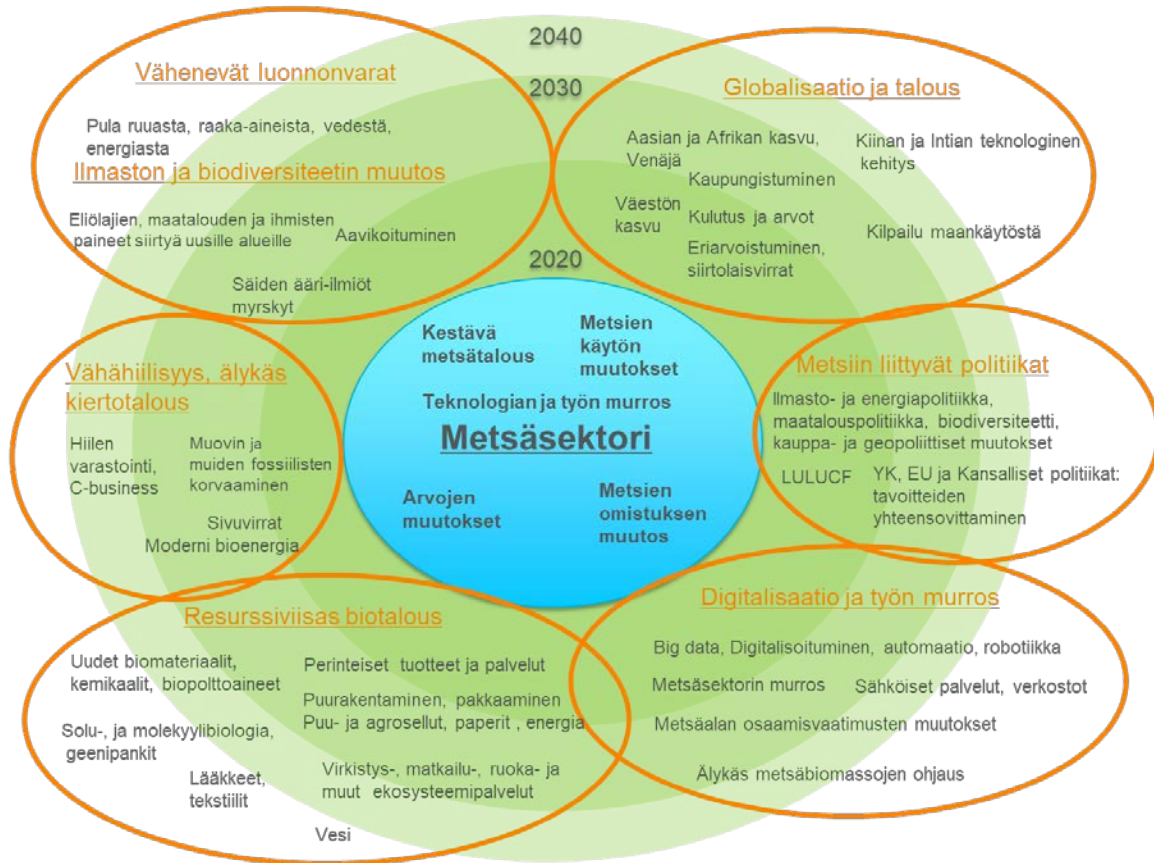 2040
2030
2020
Vähenevät luonnonvarat
Pula ruuasta, raaka-aineista, vedestä,
energiasta
Ilmaston ja biodiversiteetin muutos
Eliölajien, maatalouden ja ihmisten
paineet siirtyä uusille alueille
Aavikoituminen
Säiden ääri-ilmiöt
myrskyt
Globalisaatio ja talous
Aasian ja Afrikan kasvu,
Venäjä
Kiinan ja Intian teknologinen
kehitys
Kaupungistuminen
Väestön
kasvu
Kulutus ja arvot
Kilpailu maankäytöstä
Eriarvoistuminen,
siirtolaisvirrat
Kestävä
metsätalous
Metsien
käytön
muutokset
Teknologian ja työn murros
Metsäsektori
Arvojen
muutokset
Metsien
omistuksen
muutos
Vähähiilisyys, älykäs
kiertotalous
Hiilen
varastointi,
C-business
Muovin ja
muiden fossiilisten
korvaaminen
Sivuvirrat
Moderni bioenergia
Metsiin liittyvät politiikat
Ilmasto- ja energiapolitiikka,
maatalouspolitiikka, biodiversiteetti,
kauppa- ja geopoliittiset muutokset
LULUCF
YK, EU ja Kansalliset politiikat:
tavoitteiden
yhteensovittaminen
Resurssiviisas biotalous
Uudet biomateriaalit,
kemikaalit, biopolttoaineet
Perinteiset tuotteet ja palvelut
Puurakentaminen, pakkaaminen
Puu- ja agrosellut, paperit , energia
Solu-, ja molekyylibiologia,
geenipankit
Lääkkeet,
tekstiilit
Virkistys-, matkailu-, ruoka- ja
muut ekosysteemipalvelut
Vesi
Digitalisaatio ja työn murros
Big data, Digitalisoituminen, automaatio, robotiikka
Metsäsektorin murros
Sähköiset palvelut, verkostot
Metsäalan osaamisvaatimusten muutokset
Älykäs metsäbiomassojen ohjaus